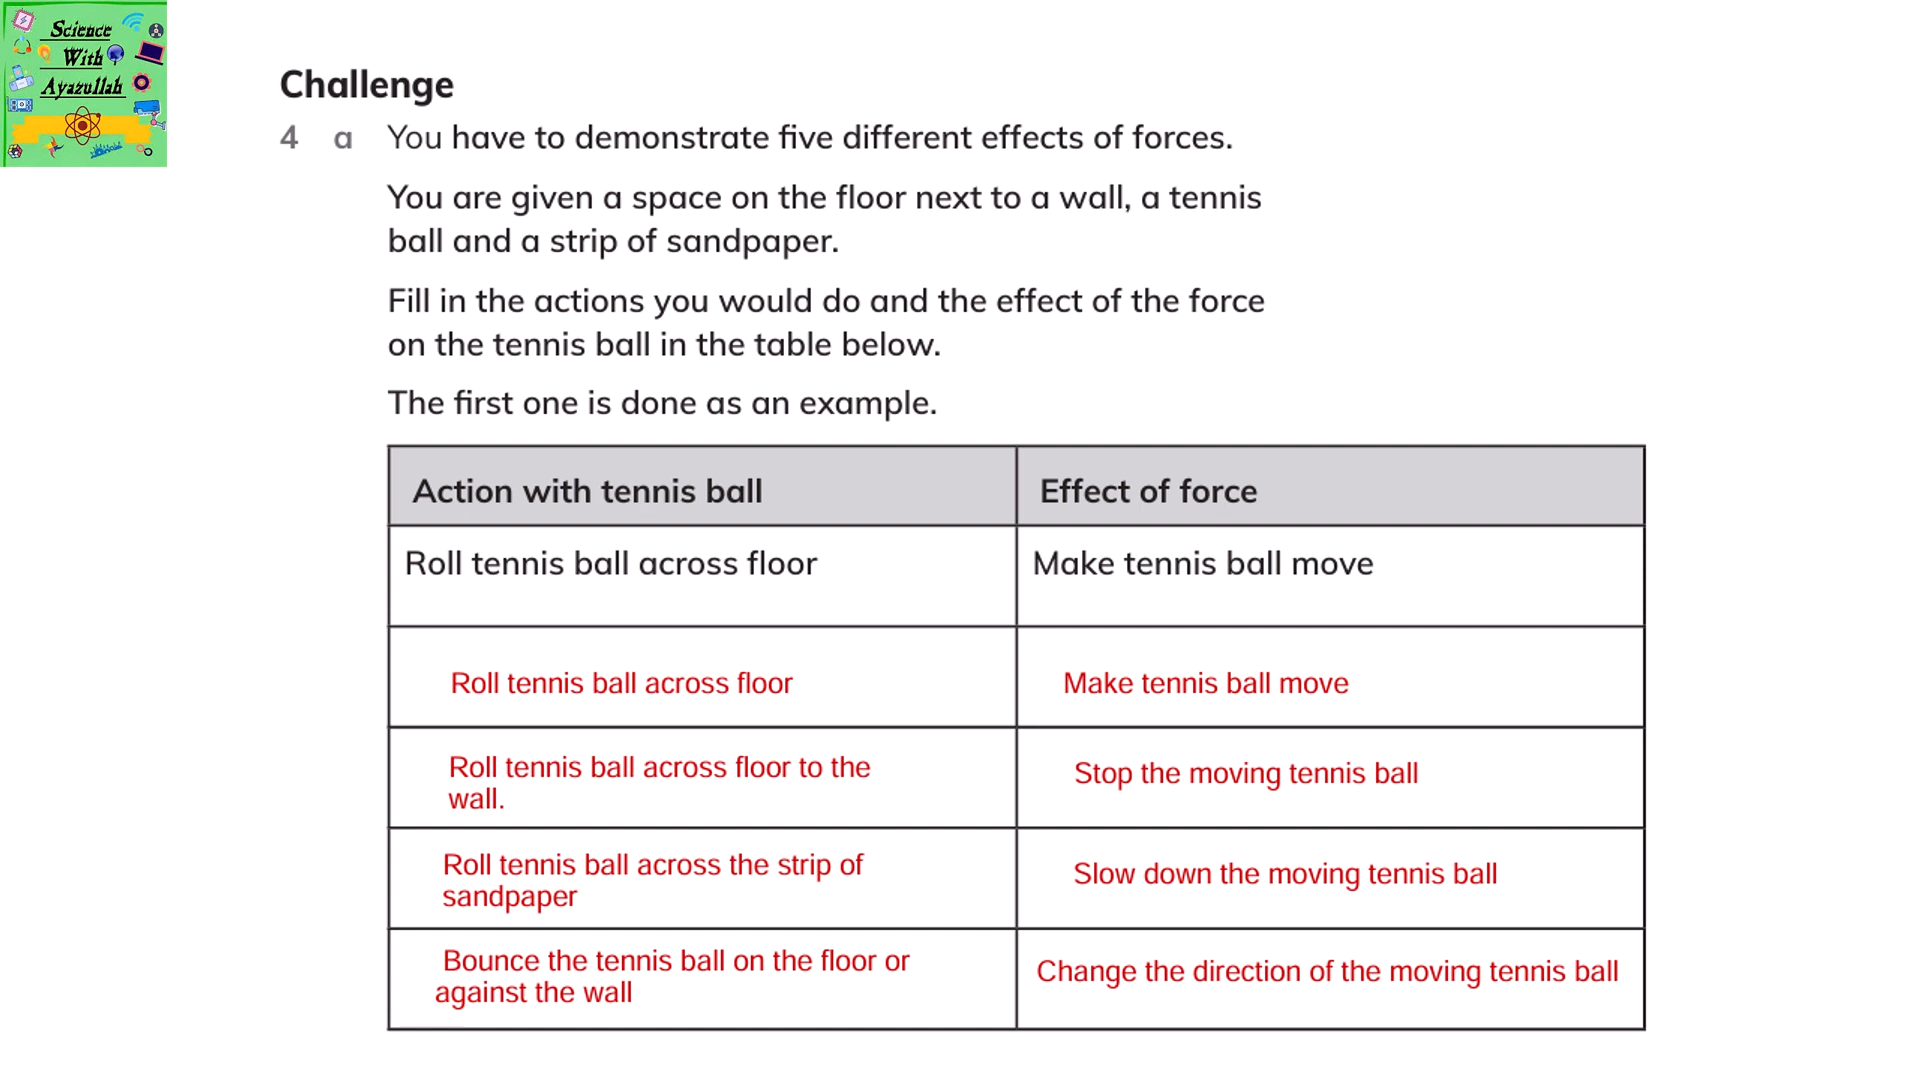 Science
With
Ayazullah
Challenge
4 a You have to demonstrate five different effects of forces.
You are given a space on the floor next to a wall, a tennis
ball and a strip of sandpaper.
Fill in the actions you would do and the effect of the force
on the tennis ball in the table below.
The first one is done as an example.
Action with tennis ball Effect of force
Roll tennis ball across floor Make tennis ball move
Roll tennis ball across floor Make tennis ball move
Roll tennis ball across floor to the
wall.
Stop the moving tennis ball
Roll tennis ball across the strip of
sandpaper
Slow down the moving tennis ball
Bounce the tennis ball on the floor or
against the wall
Change the direction of the moving tennis ball